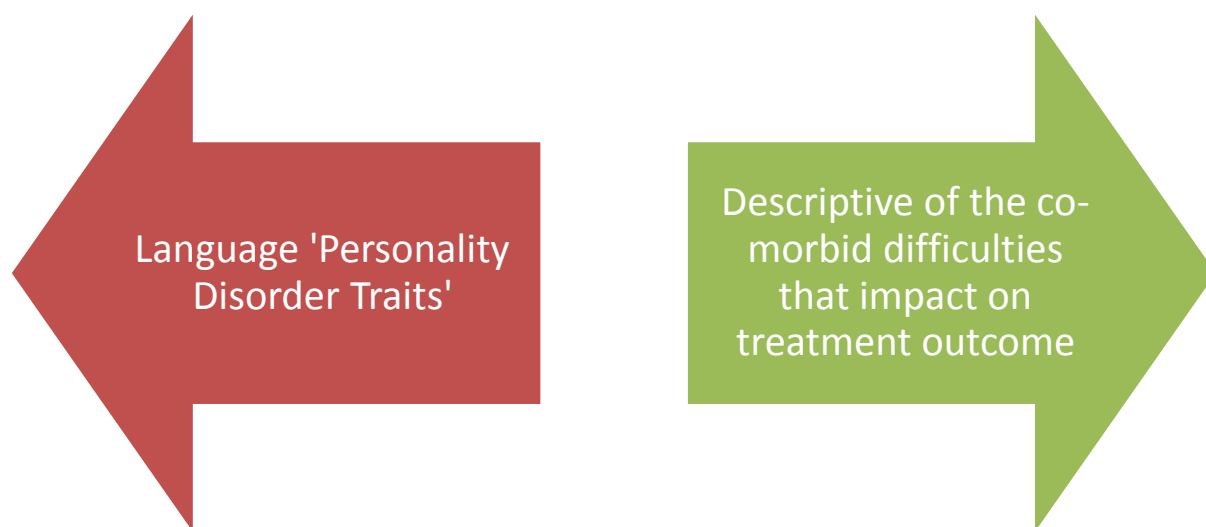 Language 'Personality
Disorder Traits'
Descriptive of the co-
morbid difficulties
that impact on
treatment outcome